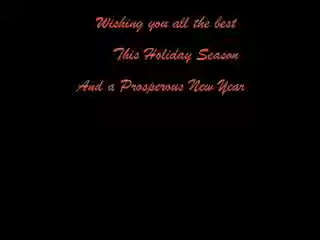 Wishing you all the best
This Holiday Season
And a Prosperous New Year